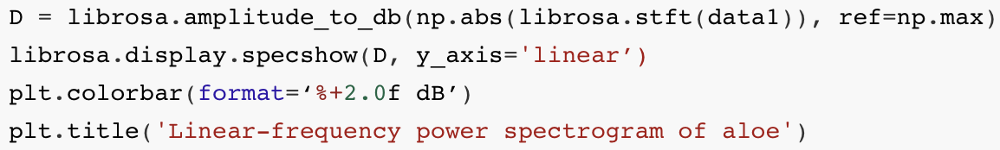 D = librosa.amplitude_to_db(np.abs(librosa.stft(data1)), ref=np.max)
librosa.display.specshow(D, y_axis='linear’)
plt.colorbar(format=‘%+2.0f dB’)
plt.title('Linear-frequency power spectrogram of aloe')